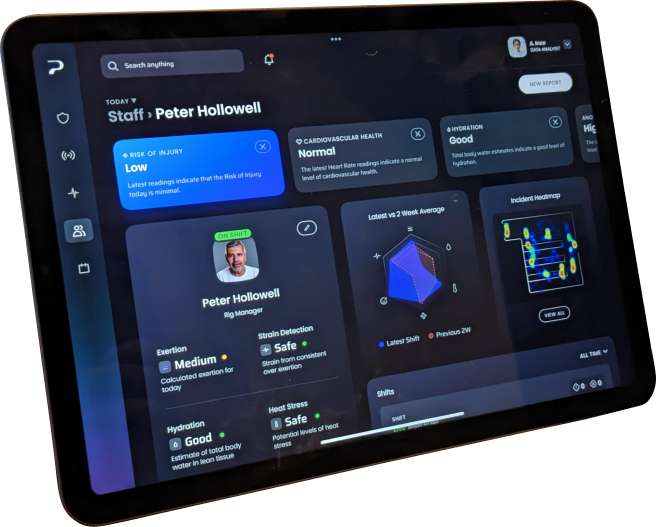 Search anything
A. Ince
DATA ANALYST
NEW REPORT
TODAY
Staff › Peter Hollowell
RISK OF INJURY
Low
Latest readings indicate that the Risk of Injury
today is minimal.
CARDIOVASCULAR HEALTH
Normal
The latest Heart Rate readings indicate a normal
level of cardiovascular health.
HYDRATION
Good
Total body water estimates indicate a good level of
hydration.
ON SHIFT
Peter Hollowell
Rig Manager
Exertion
Medium
Calculated exertion for
today
Strain Detection
Safe
Strain from consistent
over exertion
Hydration
Good
Estimate of total body
water in lean tissue
Heat Stress
Safe
Potential levels of heat
stress
Latest vs 2 Week Average
Latest Shift
Previous 2W
Incident Heatmap
VIEW ALL
ALL TIME
Shifts
SHIFT
0
0